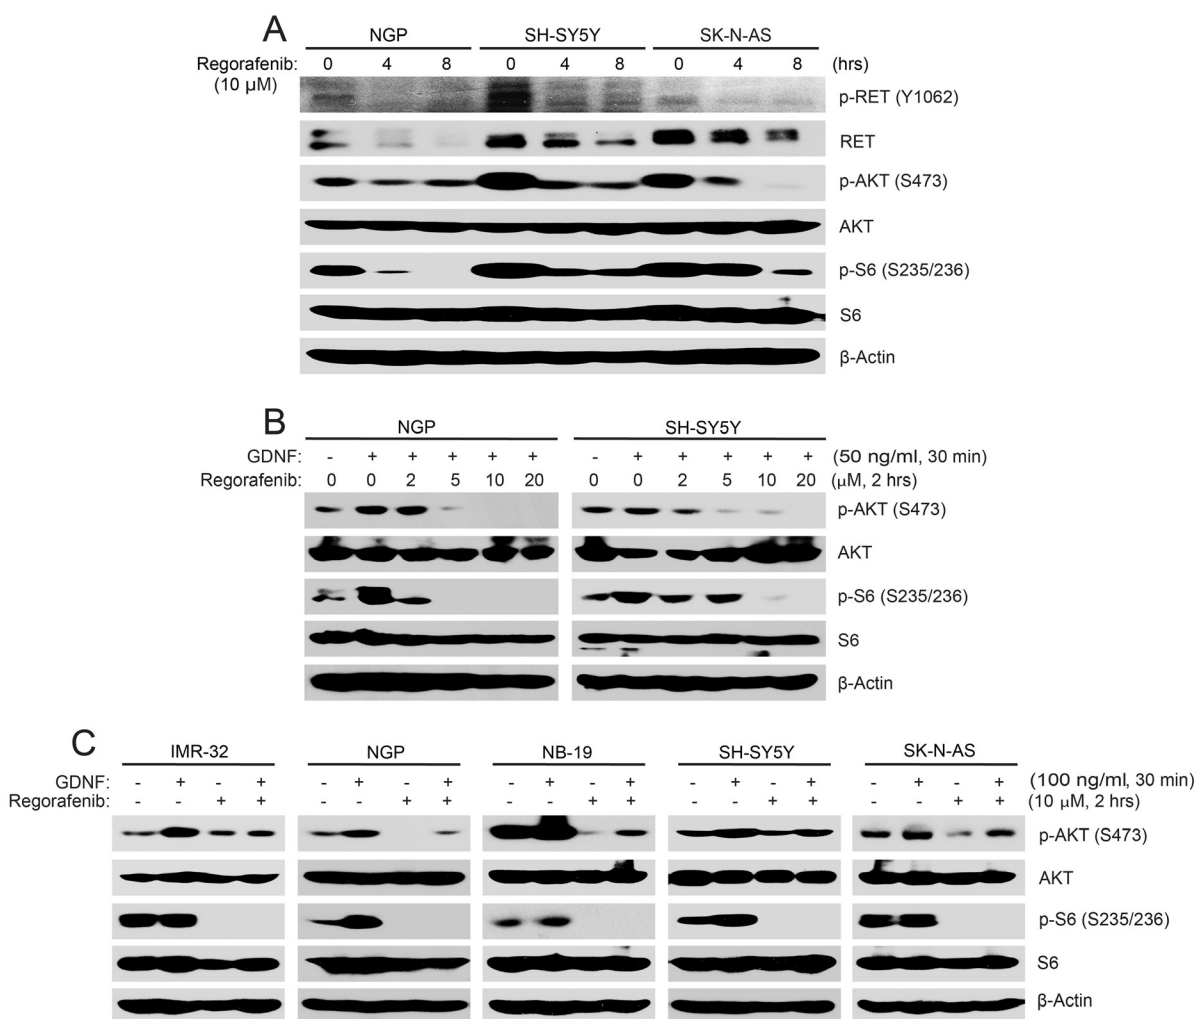 A
NGP SH-SY5Y SK-N-AS
Regorafenib: 0 4 8 0 4 8 0 4 8 (hrs)
(10 µM)
p-RET (Y1062)
RET
p-AKT (S473)
AKT
p-S6 (S235/236)
S6
β-Actin
B
NGP SH-SY5Y
GDNF: - + + + + + - + + + + + (50 ng/ml, 30 min)
Regorafenib: 0 0 2 5 10 20 0 0 2 5 10 20 (µM, 2 hrs)
p-AKT (S473)
AKT
p-S6 (S235/236)
S6
β-Actin
C
IMR-32 NGP NB-19 SH-SY5Y SK-N-AS
GDNF: - + - + - + - + - + - + - + - + - + - + (100 ng/ml, 30 min)
Regorafenib: - - + + - - + + - - + + - - + + - - + + (10 µM, 2 hrs)
p-AKT (S473)
AKT
p-S6 (S235/236)
S6
β-Actin